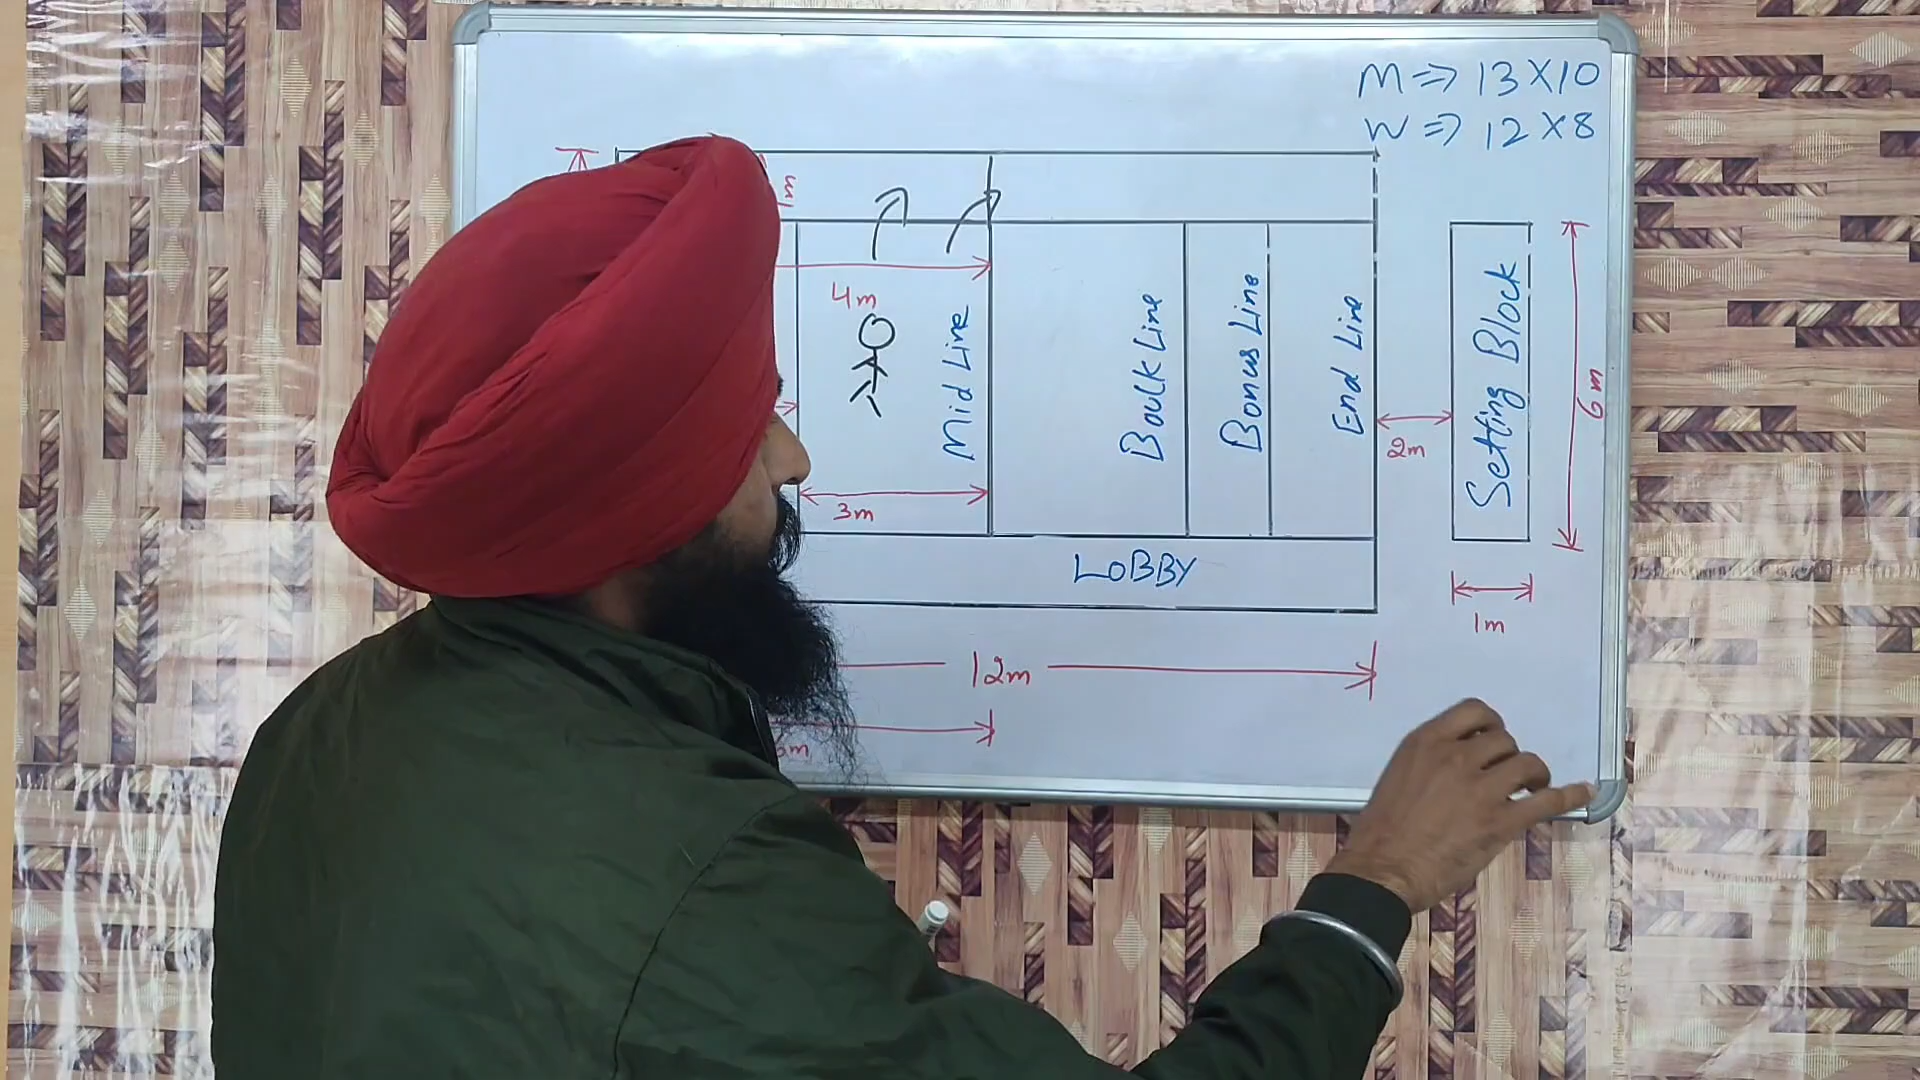 M => 13 X 10
W => 12 X 8
1m
4m
Mid Line
Baulk Line
Bonus Line
End Line
Setting Block
6m
2m
3m
LOBBY
1m
12m